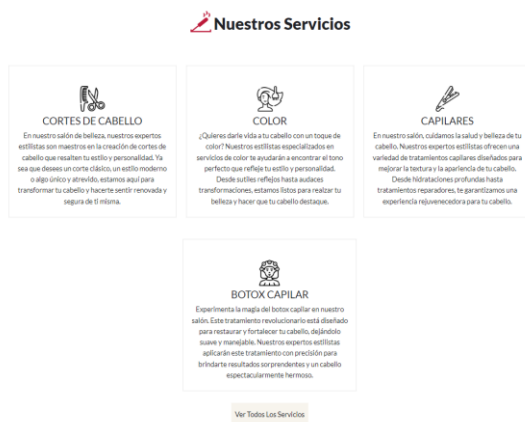 Nuestros Servicios
CORTES DE CABELLO
En nuestro salón de belleza, nuestros expertos
estilistas son maestros en la creación de cortes de
cabello que resalten tu estilo y personalidad. Ya
sea que desees un corte clásico, un estilo moderno
o algo único y atrevido, estamos aquí para
transformar tu cabello y hacerte sentir renovada y
segura de ti misma.
COLOR
¿Quieres darle vida a tu cabello con un toque de
color? Nuestros estilistas especializados en
servicios de color te ayudarán a encontrar el tono
perfecto que refleje tu estilo y personalidad.
Desde sutiles reflejos hasta audaces
transformaciones, estamos listos para realzar tu
belleza y hacer que tu cabello destaque.
CAPILARES
En nuestro salón, cuidamos la salud y belleza de tu
cabello. Nuestros expertos estilistas ofrecen una
variedad de tratamientos capilares diseñados para
mejorar la textura y la apariencia de tu cabello.
Desde hidrataciones profundas hasta
tratamientos reparadores, te garantizamos una
experiencia rejuvenecedora para tu cabello.
BOTOX CAPILAR
Experimenta la magia del botox capilar en nuestro
salón. Este tratamiento revolucionario está diseñado
para restaurar y fortalecer tu cabello, dejándolo
suave y manejable. Nuestros expertos estilistas
aplicarán este tratamiento con precisión para
brindarte resultados sorprendentes y un cabello
espectacularmente hermoso.
Ver Todos Los Servicios